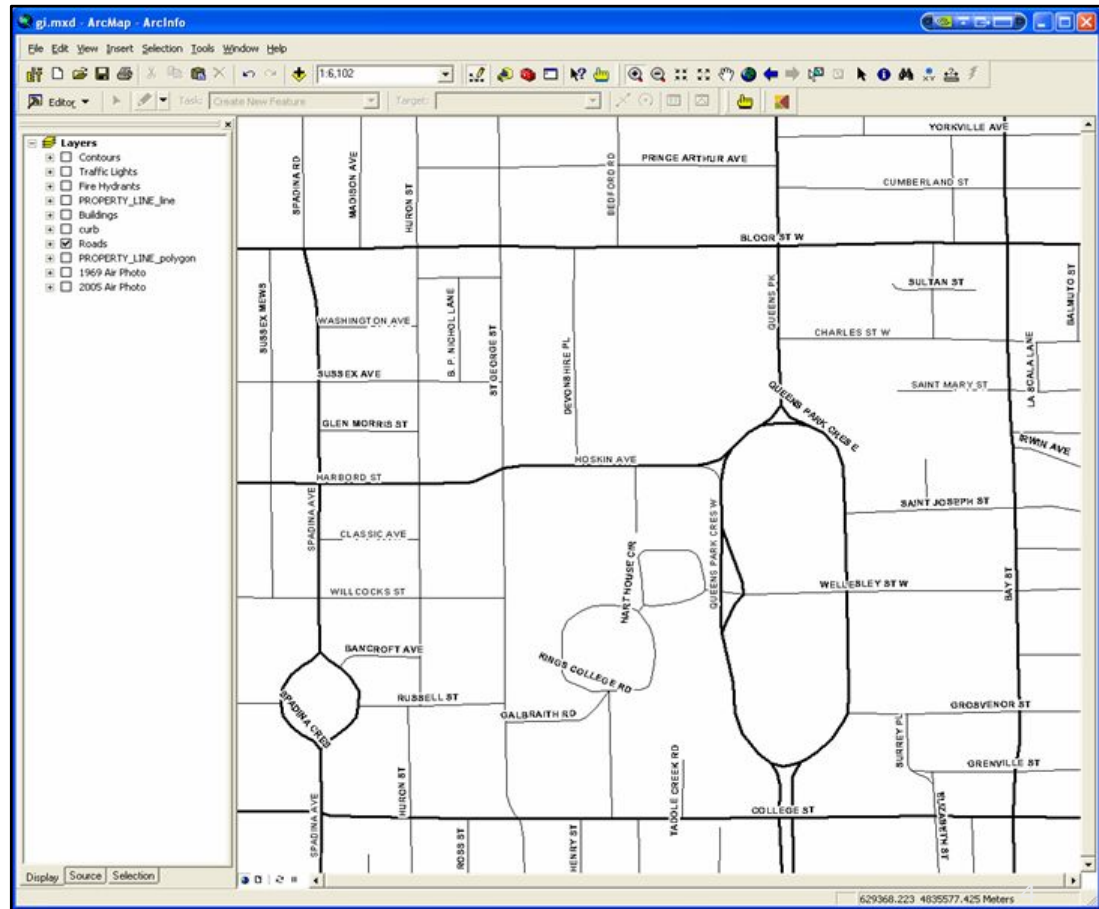 gi.mxd - ArcMap - ArcInfo
File Edit View Insert Selection Tools Window Help
1:6,102
Editor Task: Create New Feature Target:
Layers
Contours
Traffic Lights
Fire Hydrants
PROPERTY_LINE_line
Buildings
curb
Roads
PROPERTY_LINE_polygon
1969 Air Photo
2005 Air Photo
YORKVILLE AVE
SPADINA RD
MADISON AVE
HURON ST
BEDFORD RD
PRINCE ARTHUR AVE
CUMBERLAND ST
BLOOR ST W
SUSSEX MEWS
WASHINGTON AVE
B. P. NICHOL LANE
ST GEORGE ST
DEVONSHIRE PL
QUEENS PK
SULTAN ST
BALMUTO ST
CHARLES ST W
LA SCALA LANE
SUSSEX AVE
SAINT MARY ST
QUEENS PARK CRES E
GLEN MORRIS ST
IRWIN AVE
HOSKIN AVE
HARBORD ST
SPADINA AVE
CLASSIC AVE
SAINT JOSEPH ST
QUEENS PARK CRES W
HART HOUSE CIR
WILLCOCKS ST
WELLESLEY ST W
BAY ST
BANCROFT AVE
KINGS COLLEGE RD
SPADINA CRES
RUSSELL ST
GALBRAITH RD
GROSVENOR ST
SURREY PL
HURON ST
TADDLE CREEK RD
GRENVILLE ST
COLLEGE ST
ELIZABETH ST
SPADINA AVE
ROSS ST
HENRY ST
Display Source Selection
629368.223 4835577.425 Meters